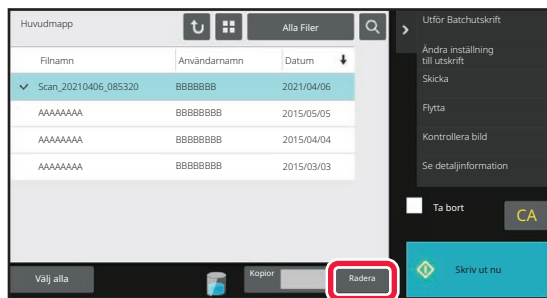 Huvudmapp
Alla Filer
Filnamn Användarnamn Datum
Scan_20210406_085320 BBBBBBB 2021/04/06
AAAAAAAA BBBBBBBB 2015/05/05
AAAAAAAA BBBBBBBB 2015/04/04
AAAAAAAA BBBBBBBB 2015/03/03
Välj alla
Kopior
Radera
Utför Batchutskrift
Ändra inställning
till utskrift
Skicka
Flytta
Kontrollera bild
Se detaljinformation
Ta bort
CA
Skriv ut nu